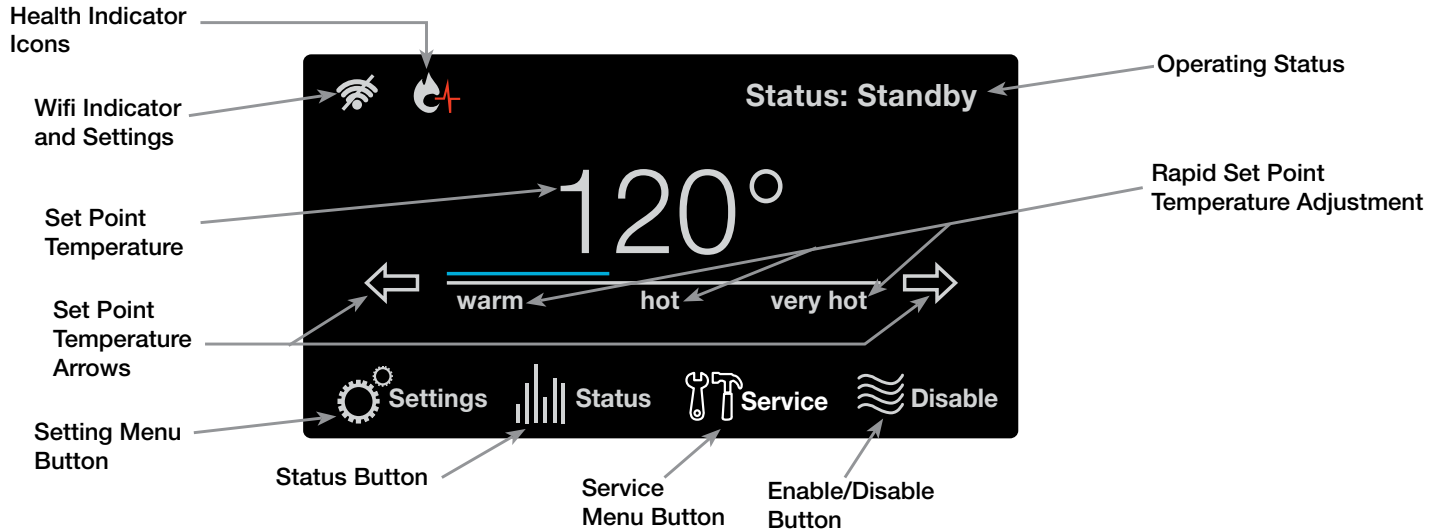 Health Indicator
Icons
Wifi Indicator
and Settings
Status: Standby
Operating Status
120°
Set Point
Temperature
Rapid Set Point
Temperature Adjustment
warm
hot
very hot
Set Point
Temperature
Arrows
Settings
Status
Service
Disable
Setting Menu
Button
Status Button
Service
Menu Button
Enable/Disable
Button